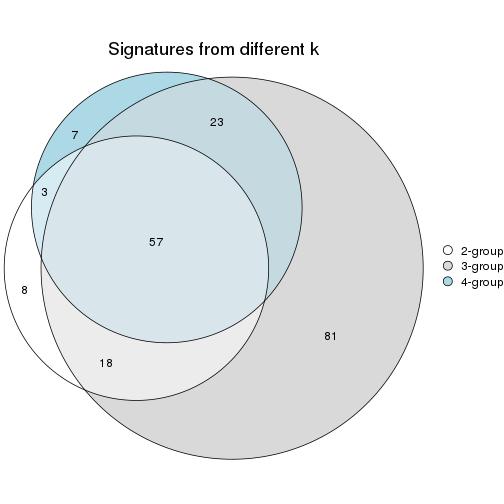 Signatures from different k
23
7
3
57
8
18
81
2-group
3-group
4-group